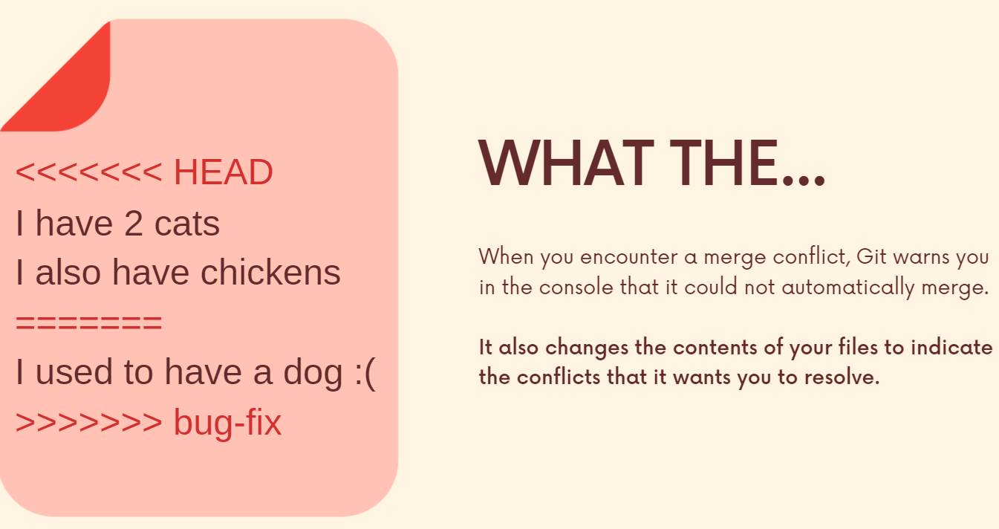 <<<<<<< HEAD
I have 2 cats
I also have chickens
=======
I used to have a dog :(
>>>>>>> bug-fix
WHAT THE...
When you encounter a merge conflict, Git warns you
in the console that it could not automatically merge.
It also changes the contents of your files to indicate
the conflicts that it wants you to resolve.